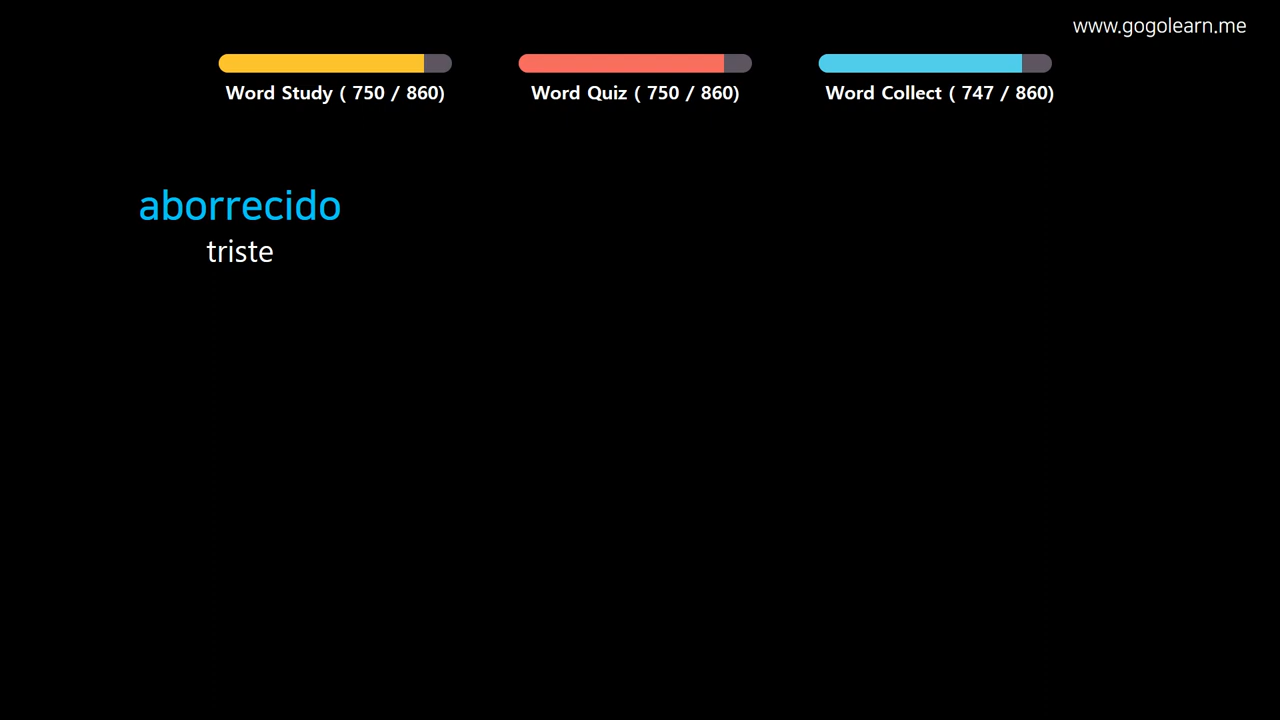 www.gogolearn.me
Word Study ( 750 / 860)
Word Quiz ( 750 / 860)
Word Collect ( 747 / 860)
aborrecido
triste